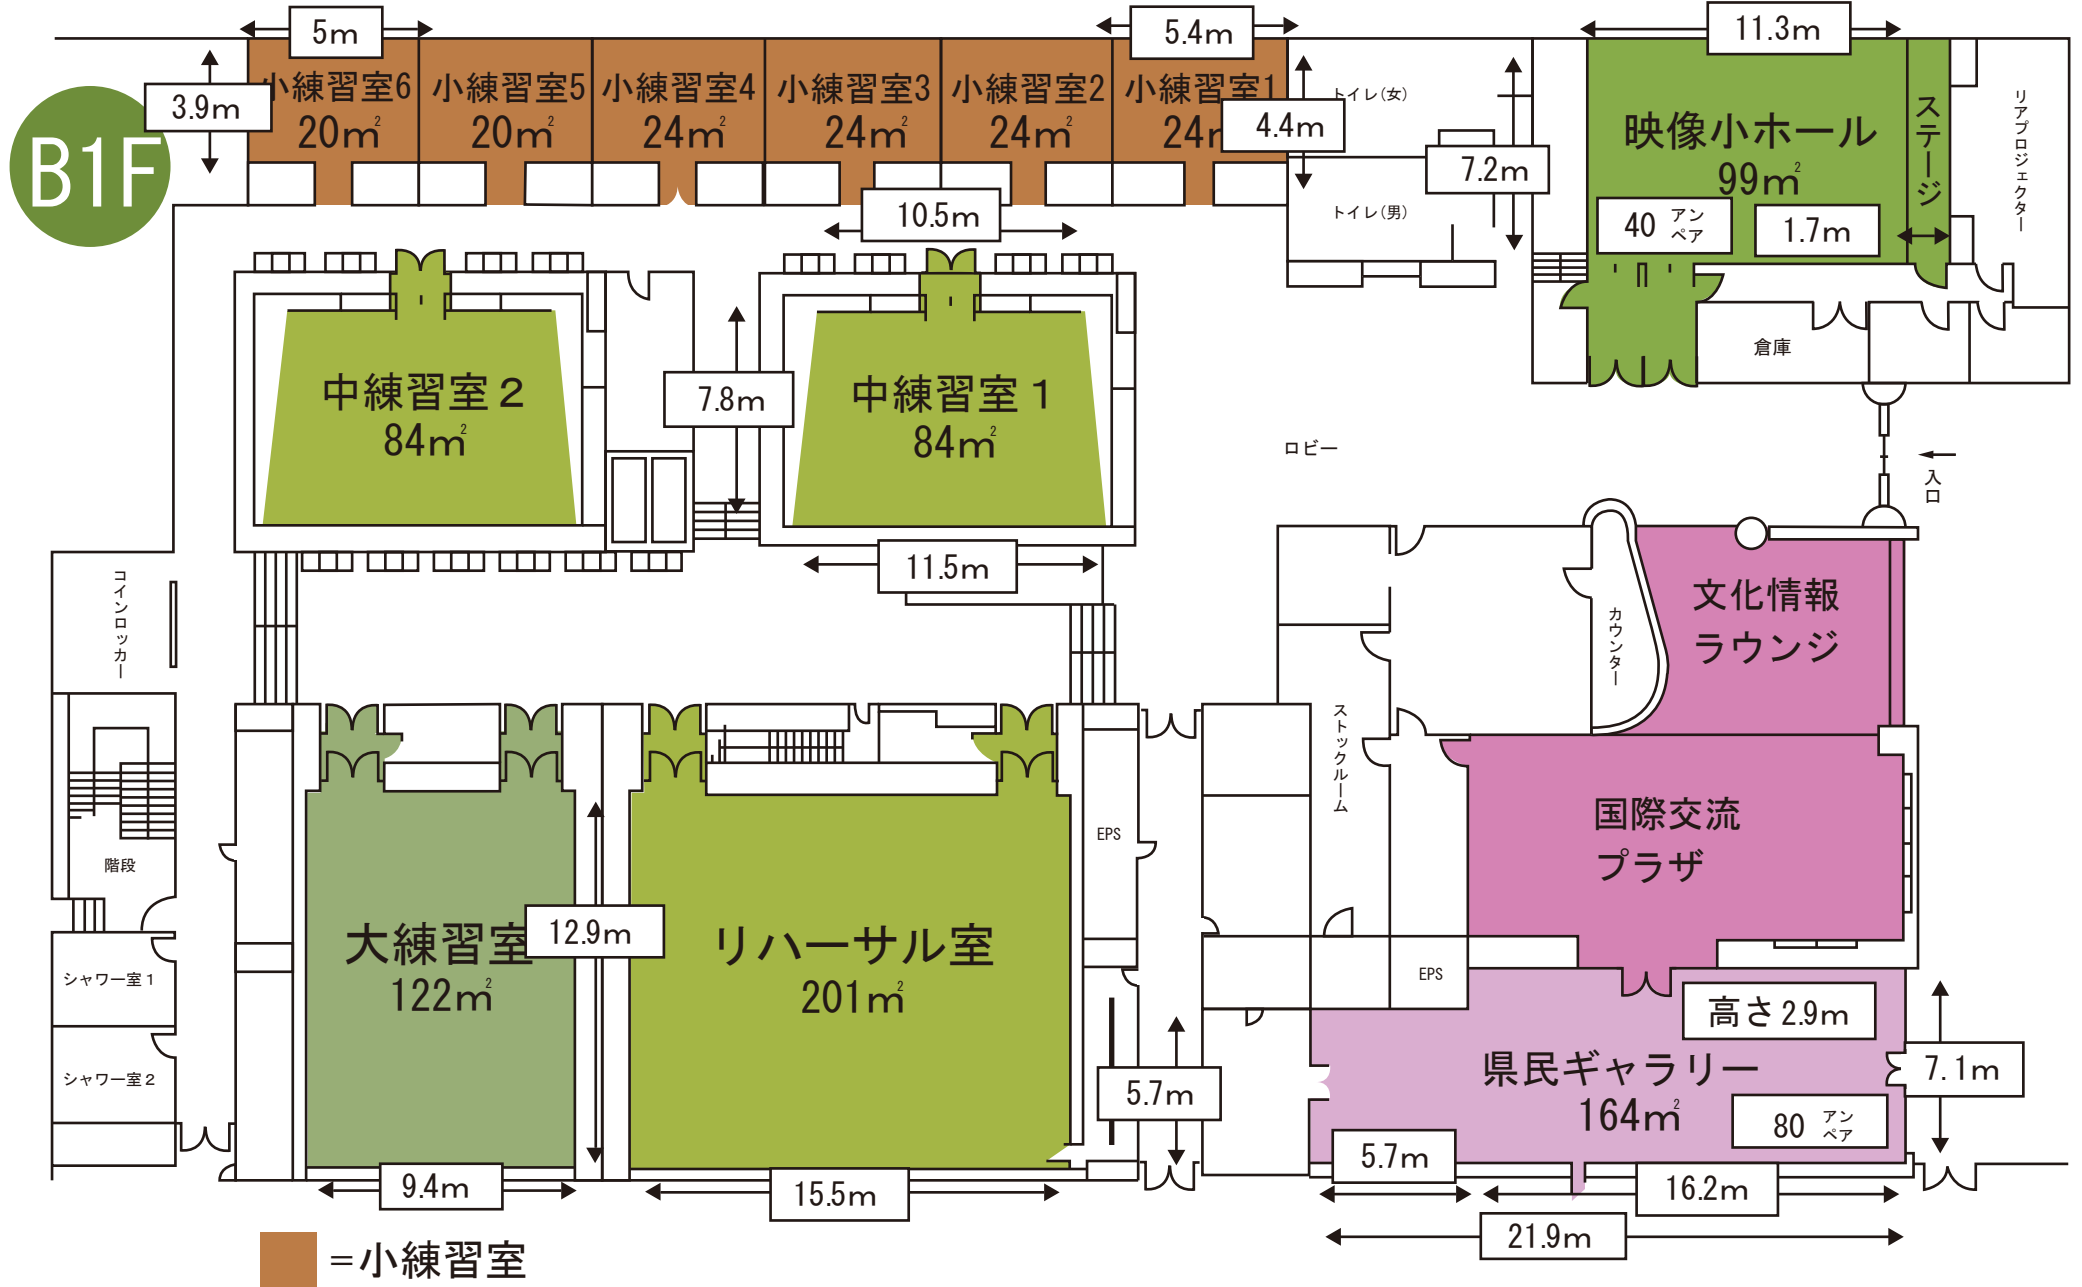 B1F
5m
5.4m
11.3m
3.9m
小練習室6
20㎡
小練習室5
20㎡
小練習室4
24㎡
小練習室3
24㎡
小練習室2
24㎡
小練習室1
24㎡
4.4m
トイレ(女)
トイレ(男)
7.2m
映像小ホール
99㎡
40 アンペア
1.7m
ステージ
リアプロジェクター
倉庫
10.5m
中練習室2
84㎡
7.8m
中練習室1
84㎡
11.5m
ロビー
入口
コインロッカー
階段
シャワー室1
シャワー室2
大練習室
122㎡
12.9m
9.4m
リハーサル室
201㎡
15.5m
EPS
5.7m
ストックルーム
カウンター
文化情報
ラウンジ
国際交流
プラザ
EPS
高さ2.9m
県民ギャラリー
164㎡
80 アンペア
7.1m
5.7m
16.2m
21.9m
=小練習室